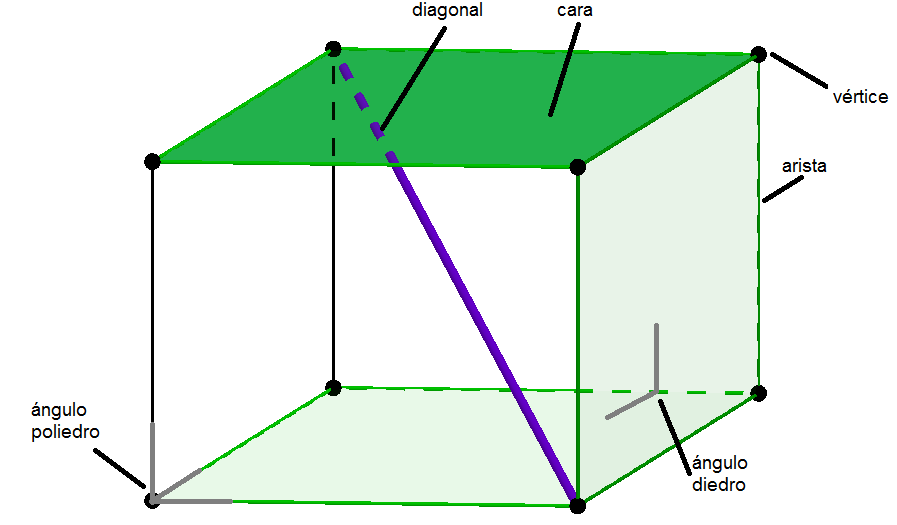 diagonal
cara
vértice
arista
ángulo
poliedro
ángulo
diedro